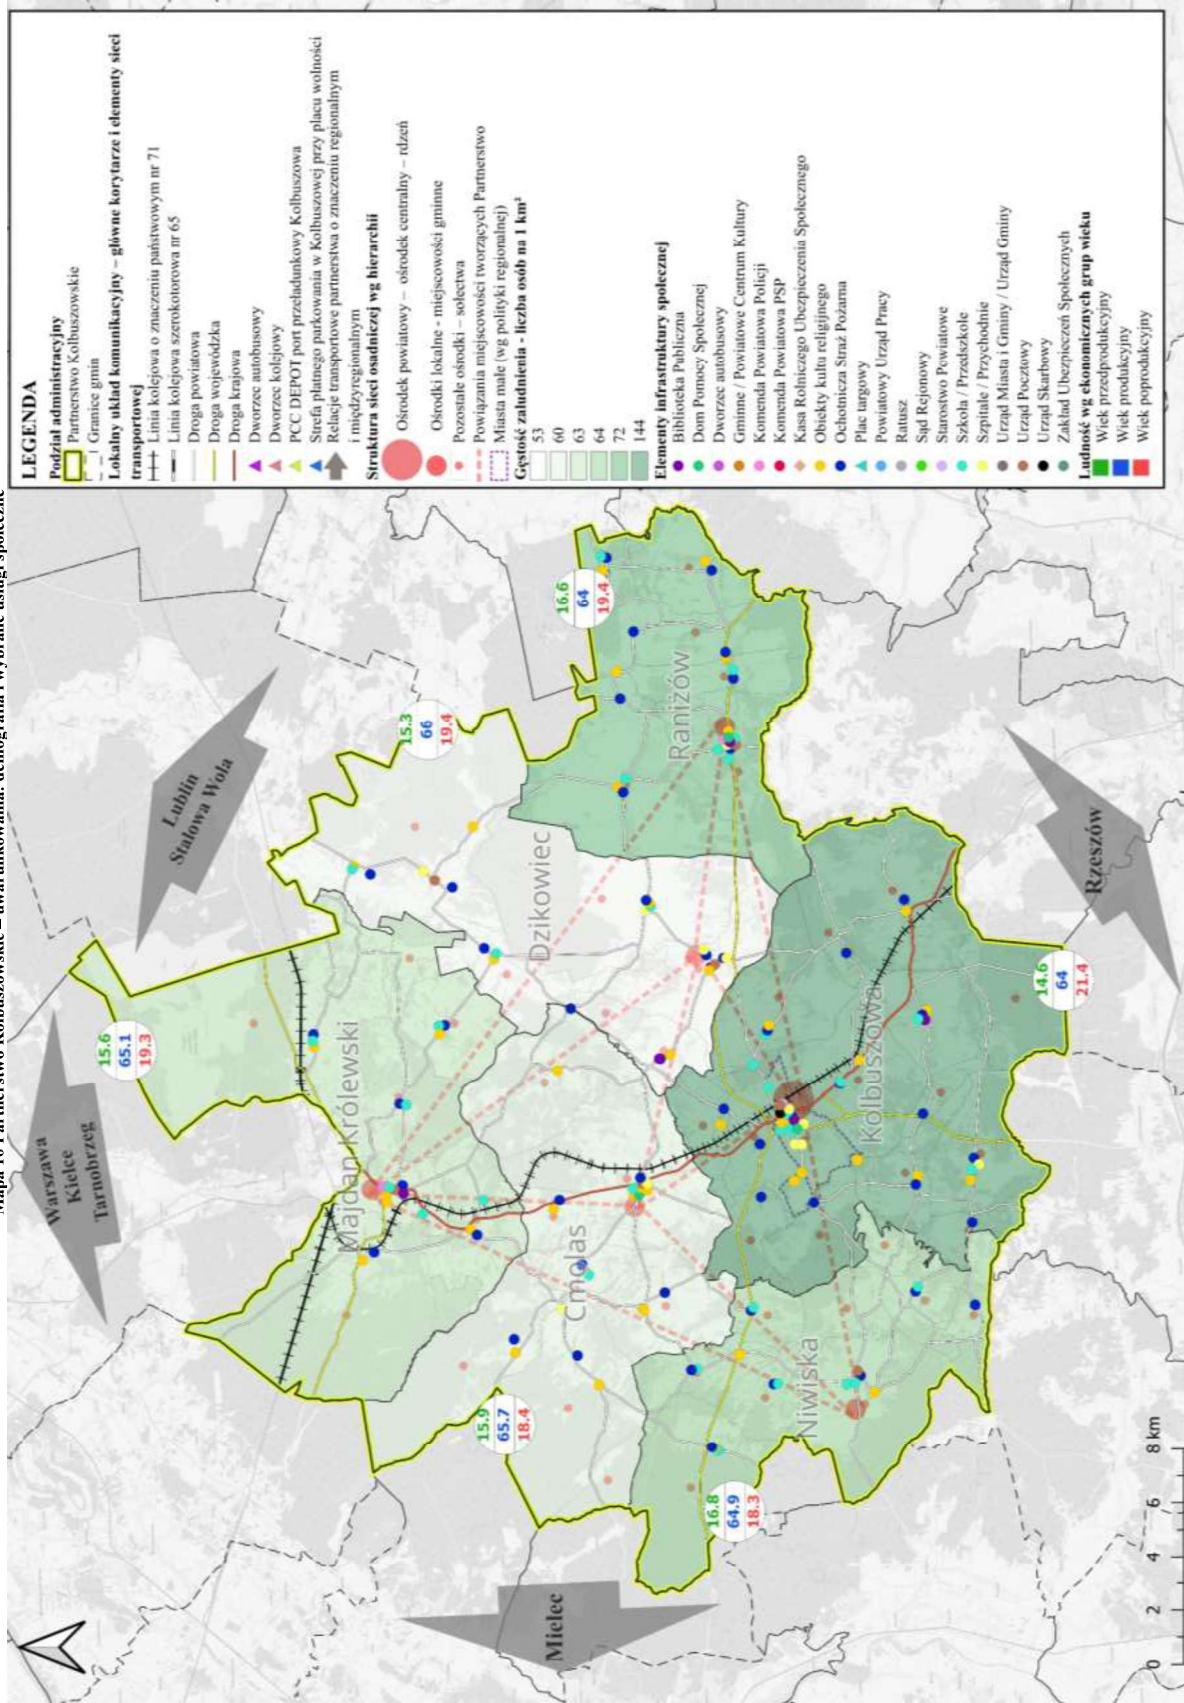 Mapa 16 Partnerstwo Kolbuszowskie – uwarunkowania: demografia i wybrane usługi społeczne
Warszawa
Kielce
Tarnobrzeg
Lublin
Stalowa Wola
Mielec
Rzeszów
15.6
65.1
19.3
15.3
66
19.4
16.6
64
19.4
15.9
65.7
18.4
16.8
64.9
18.3
14.6
64
21.4
Majdan Królewski
Dzikowiec
Raniżów
Cmolas
Kolbuszowa
Niwiska
0 2 4 6 8 km
LEGENDA
Podział administracyjny
Partnerstwo Kolbuszowskie
Granice gmin
Lokalny układ komunikacyjny – główne korytarze i elementy sieci
transportowej
Linia kolejowa o znaczeniu państwowym nr 71
Linia kolejowa szerokotorowa nr 65
Droga powiatowa
Droga wojewódzka
Droga krajowa
Dworzec autobusowy
Dworzec kolejowy
PCC DEPOT port przeładunkowy Kolbuszowa
Strefa płatnego parkowania w Kolbuszowej przy placu wolności
Relacje transportowe partnerstwa o znaczeniu regionalnym
i międzyregionalnym
Struktura sieci osadniczej wg hierarchii
Ośrodek powiatowy – ośrodek centralny – rdzeń
Ośrodki lokalne - miejscowości gminne
Pozostałe ośrodki – sołectwa
Powiązania miejscowości tworzących Partnerstwo
Miasta małe (wg polityki regionalnej)
Gęstość zaludnienia - liczba osób na 1 km²
53
60
63
64
72
144
Elementy infrastruktury społecznej
Biblioteka Publiczna
Dom Pomocy Społecznej
Dworzec autobusowy
Gminne / Powiatowe Centrum Kultury
Komenda Powiatowa Policji
Komenda Powiatowa PSP
Kasa Rolniczego Ubezpieczenia Społecznego
Obiekty kultu religijnego
Ochotnicza Straż Pożarna
Plac targowy
Powiatowy Urząd Pracy
Ratusz
Sąd Rejonowy
Starostwo Powiatowe
Szkoła / Przedszkole
Szpitale / Przychodnie
Urząd Miasta i Gminy / Urząd Gminy
Urząd Pocztowy
Urząd Skarbowy
Zakład Ubezpieczeń Społecznych
Ludność wg ekonomicznych grup wieku
Wiek przedprodukcyjny
Wiek produkcyjny
Wiek poprodukcyjny